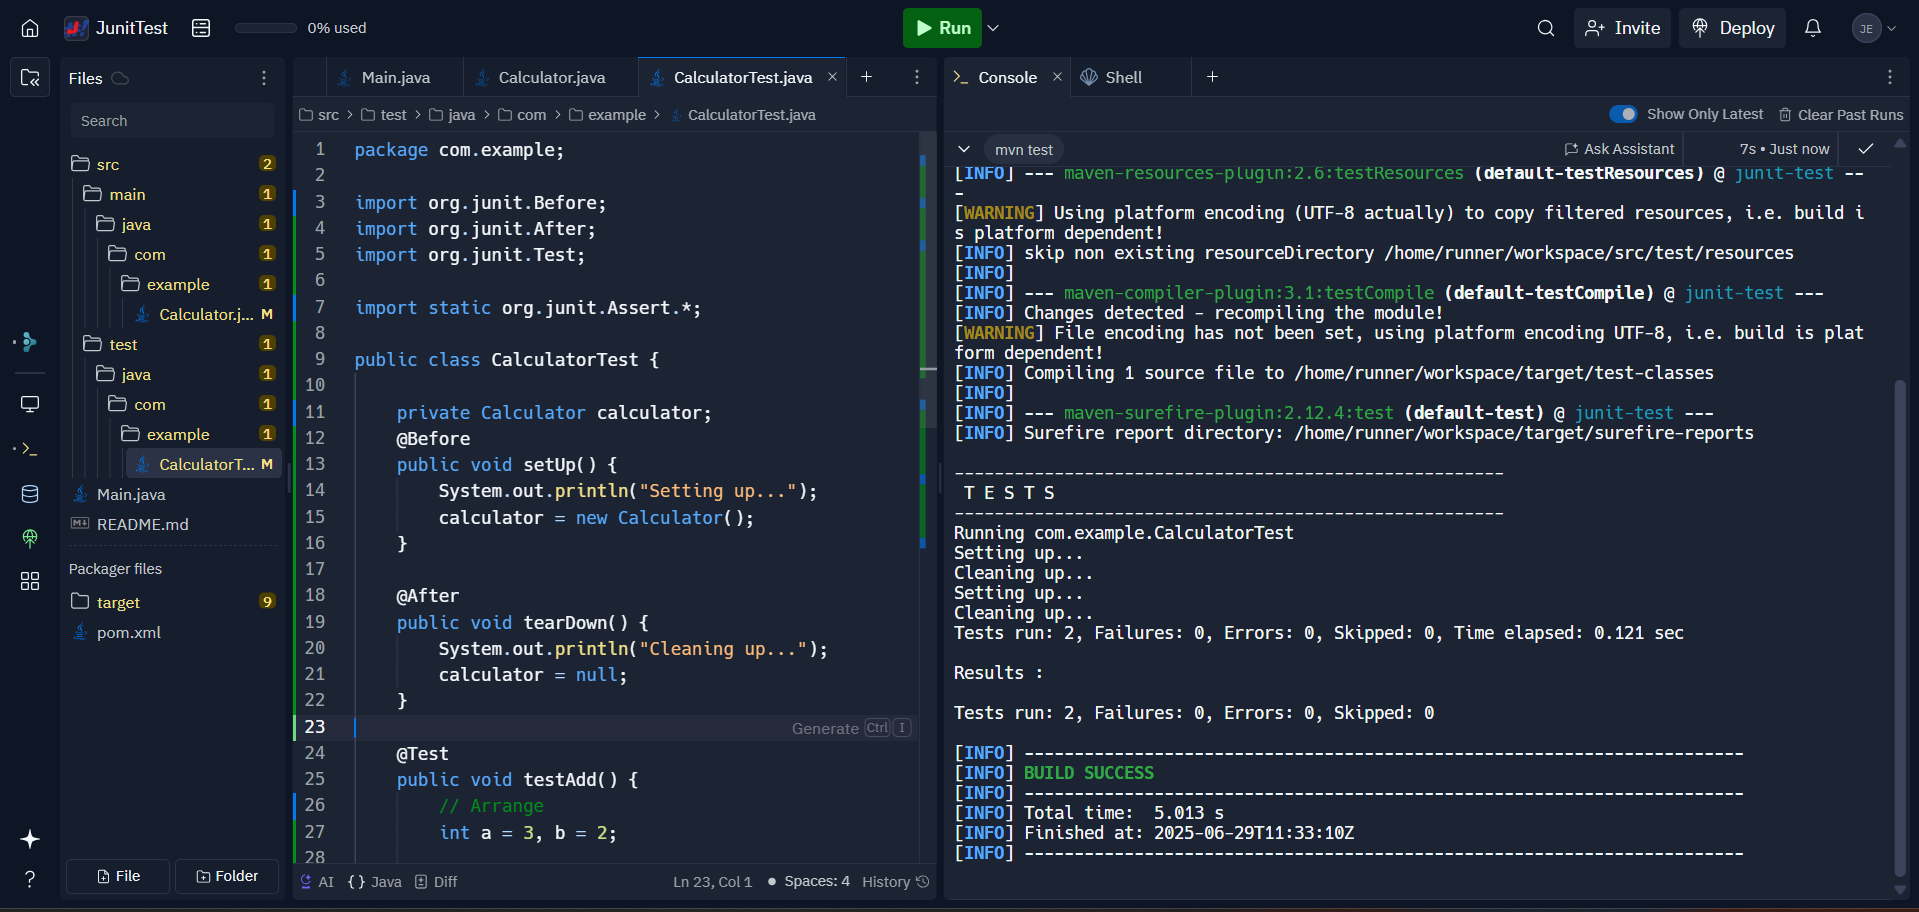 JunitTest
0% used
Run
Invite
Deploy
JE
Files
Search
src 2
main 1
java 1
com 1
example 1
Calculator.j... M
test 1
java 1
com 1
example 1
CalculatorT... M
Main.java
README.md
Packager files
target 9
pom.xml
File
Folder
Main.java
Calculator.java
CalculatorTest.java
src > test > java > com > example > CalculatorTest.java
1 package com.example;
2
3 import org.junit.Before;
4 import org.junit.After;
5 import org.junit.Test;
6
7 import static org.junit.Assert.*;
8
9 public class CalculatorTest {
10
11 private Calculator calculator;
12 @Before
13 public void setUp() {
14 System.out.println("Setting up...");
15 calculator = new Calculator();
16 }
17
18 @After
19 public void tearDown() {
20 System.out.println("Cleaning up...");
21 calculator = null;
22 }
23 Generate Ctrl I
24 @Test
25 public void testAdd() {
26 // Arrange
27 int a = 3, b = 2;
28
AI
{} Java
Diff
Ln 23, Col 1
Spaces: 4
History
Console
Shell
Show Only Latest
Clear Past Runs
mvn test
Ask Assistant
7s • Just now
[INFO] --- maven-resources-plugin:2.6:testResources (default-testResources) @ junit-test --
-
[WARNING] Using platform encoding (UTF-8 actually) to copy filtered resources, i.e. build i
s platform dependent!
[INFO] skip non existing resourceDirectory /home/runner/workspace/src/test/resources
[INFO]
[INFO] --- maven-compiler-plugin:3.1:testCompile (default-testCompile) @ junit-test ---
[INFO] Changes detected - recompiling the module!
[WARNING] File encoding has not been set, using platform encoding UTF-8, i.e. build is plat
form dependent!
[INFO] Compiling 1 source file to /home/runner/workspace/target/test-classes
[INFO]
[INFO] --- maven-surefire-plugin:2.12.4:test (default-test) @ junit-test ---
[INFO] Surefire report directory: /home/runner/workspace/target/surefire-reports
-------------------------------------------------------
T E S T S
-------------------------------------------------------
Running com.example.CalculatorTest
Setting up...
Cleaning up...
Setting up...
Cleaning up...
Tests run: 2, Failures: 0, Errors: 0, Skipped: 0, Time elapsed: 0.121 sec
Results :
Tests run: 2, Failures: 0, Errors: 0, Skipped: 0
[INFO] ------------------------------------------------------------------------
[INFO] BUILD SUCCESS
[INFO] ------------------------------------------------------------------------
[INFO] Total time:  5.013 s
[INFO] Finished at: 2025-06-29T11:33:10Z
[INFO] ------------------------------------------------------------------------